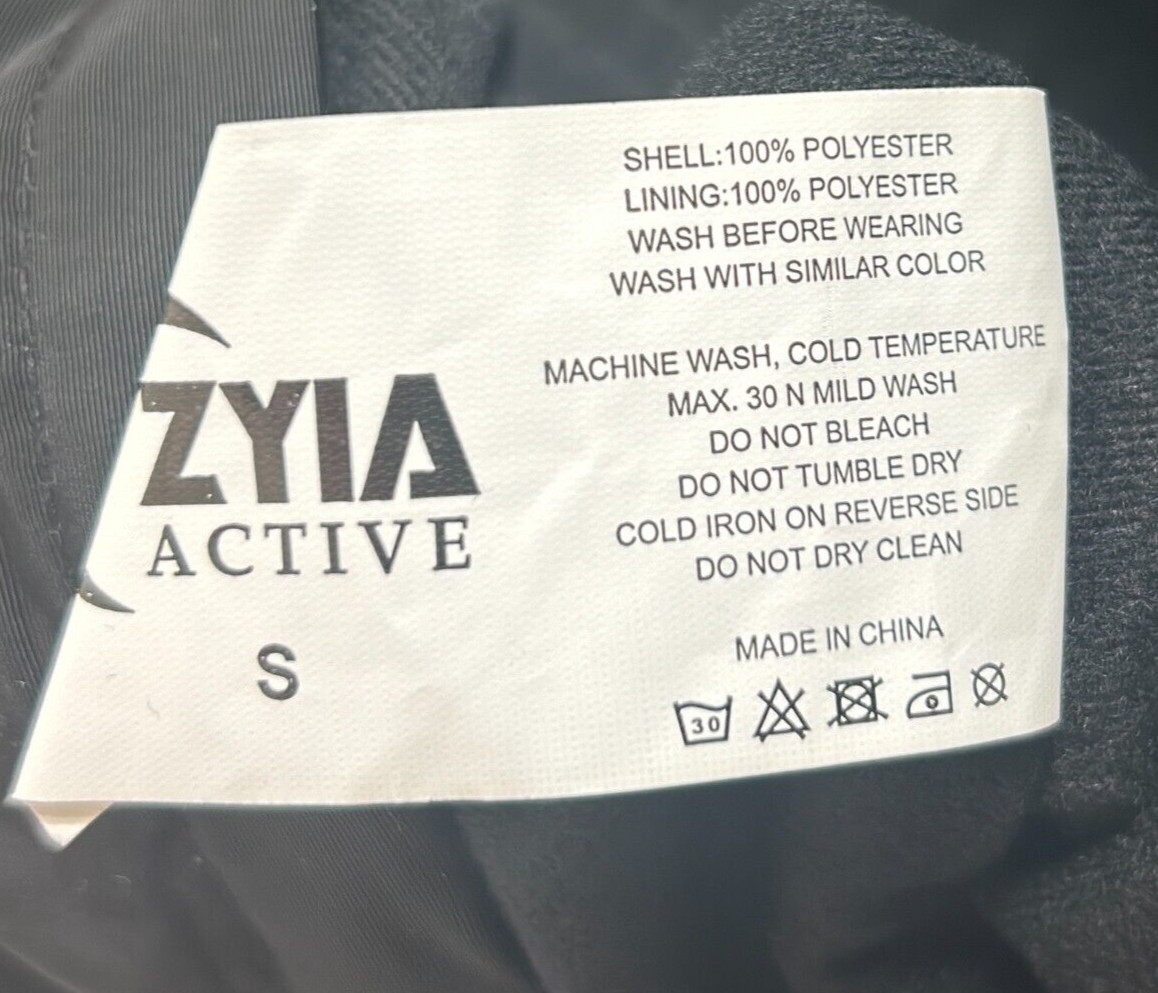 ZYIA
ACTIVE
S
SHELL:100% POLYESTER
LINING:100% POLYESTER
WASH BEFORE WEARING
WASH WITH SIMILAR COLOR
MACHINE WASH, COLD TEMPERATURE
MAX. 30 N MILD WASH
DO NOT BLEACH
DO NOT TUMBLE DRY
COLD IRON ON REVERSE SIDE
DO NOT DRY CLEAN
MADE IN CHINA
30